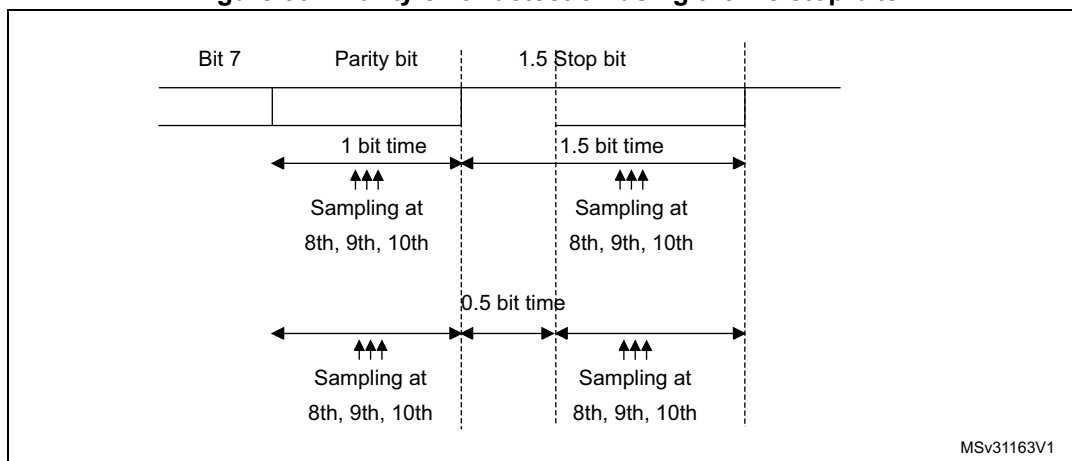 Bit 7 Parity bit 1.5 Stop bit
1 bit time 1.5 bit time
Sampling at Sampling at
8th, 9th, 10th 8th, 9th, 10th
0.5 bit time
Sampling at Sampling at
8th, 9th, 10th 8th, 9th, 10th
MSv31163V1